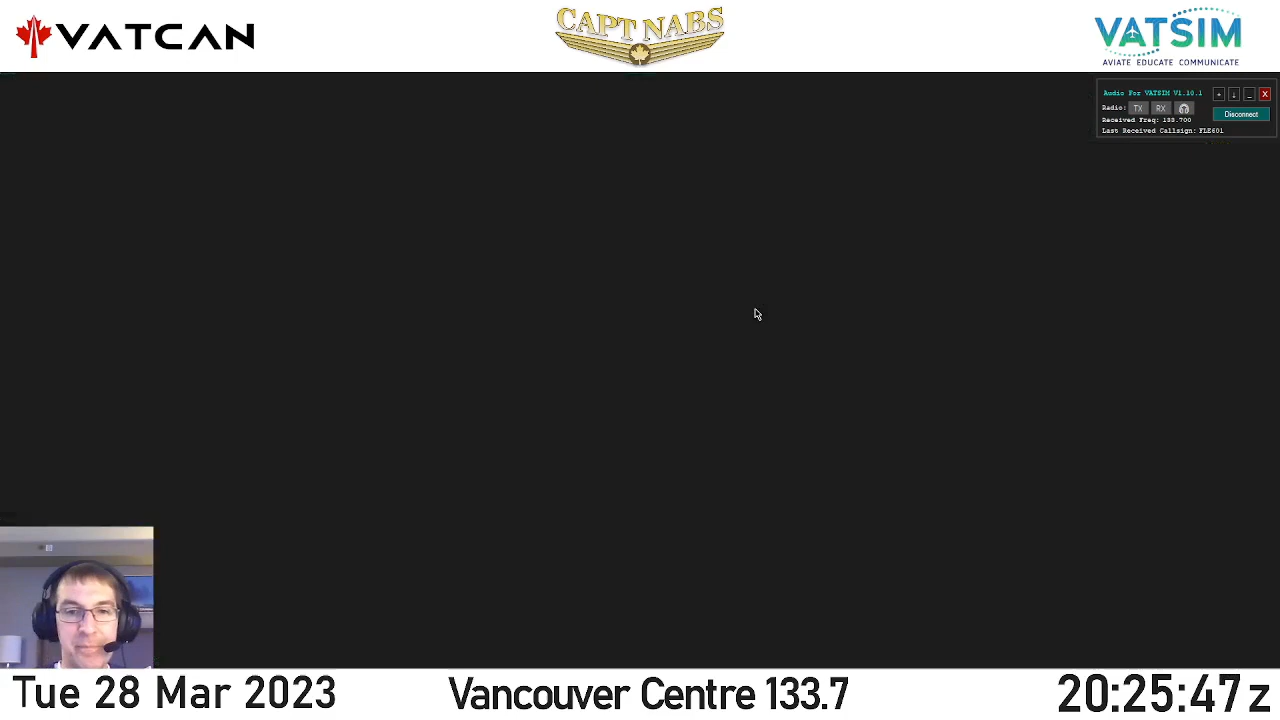 VATCAN
CAPT NABS
VATSIM
AVIATE EDUCATE COMMUNICATE
Audio For VATSIM V1.10.1
+ ↓ _ X
Radio: TX RX
Disconnect
Received Freq: 133.700
Last Received Callsign: FLE601
Tue 28 Mar 2023
Vancouver Centre 133.7
20:25:47z